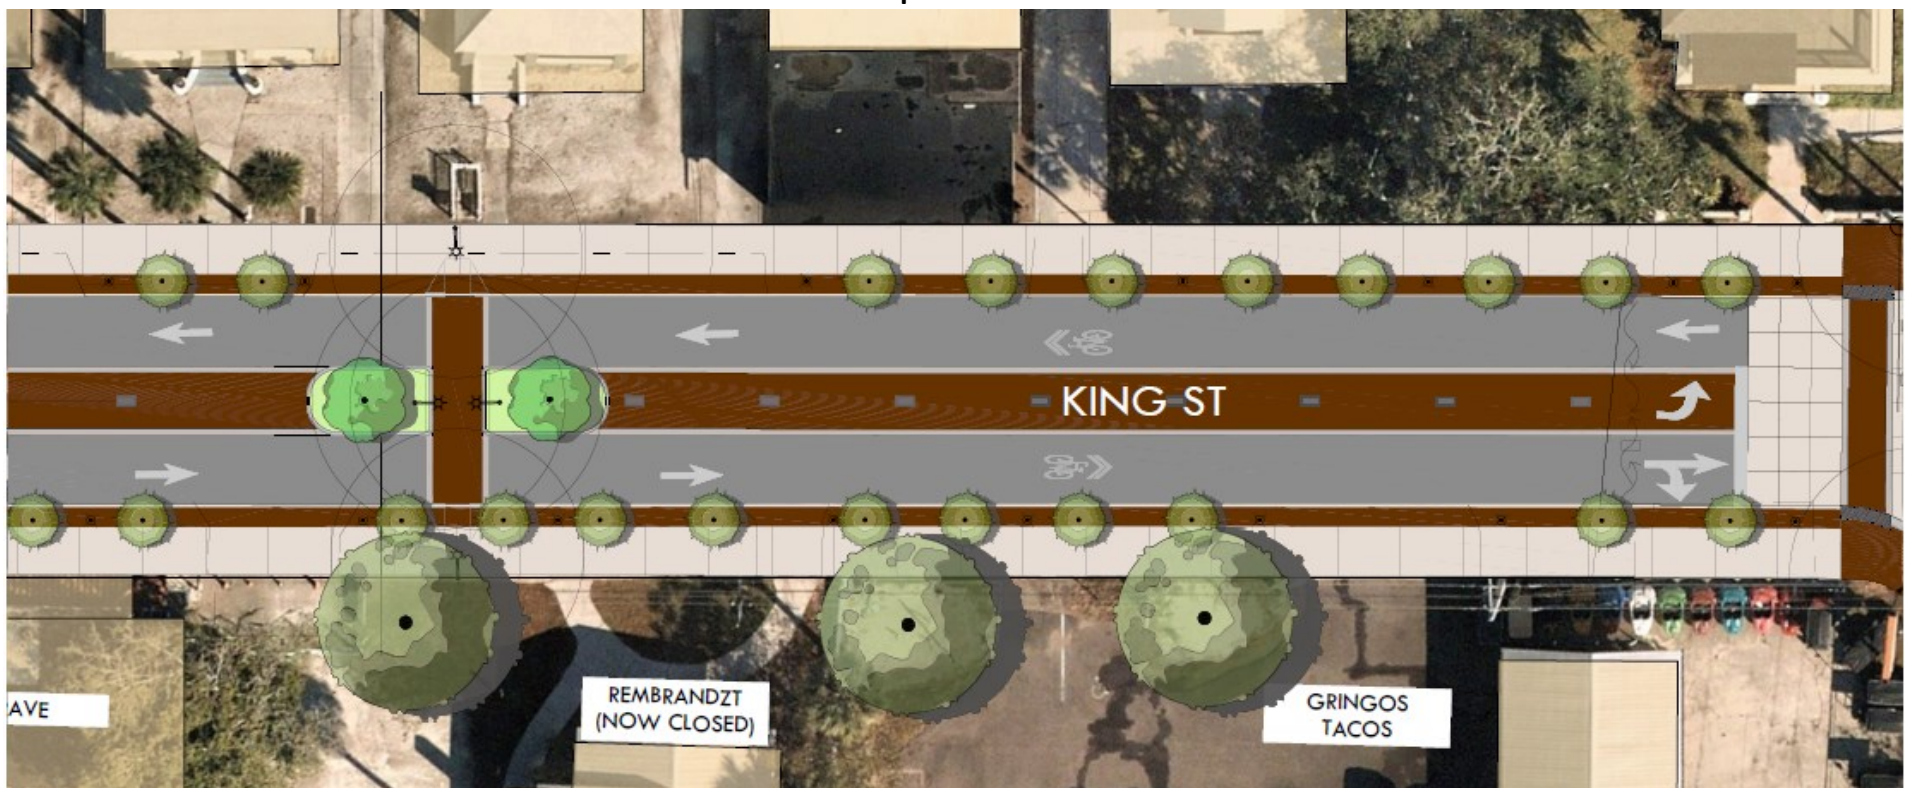 KING ST
AVE
REMBRANDZT
(NOW CLOSED)
GRINGOS
TACOS